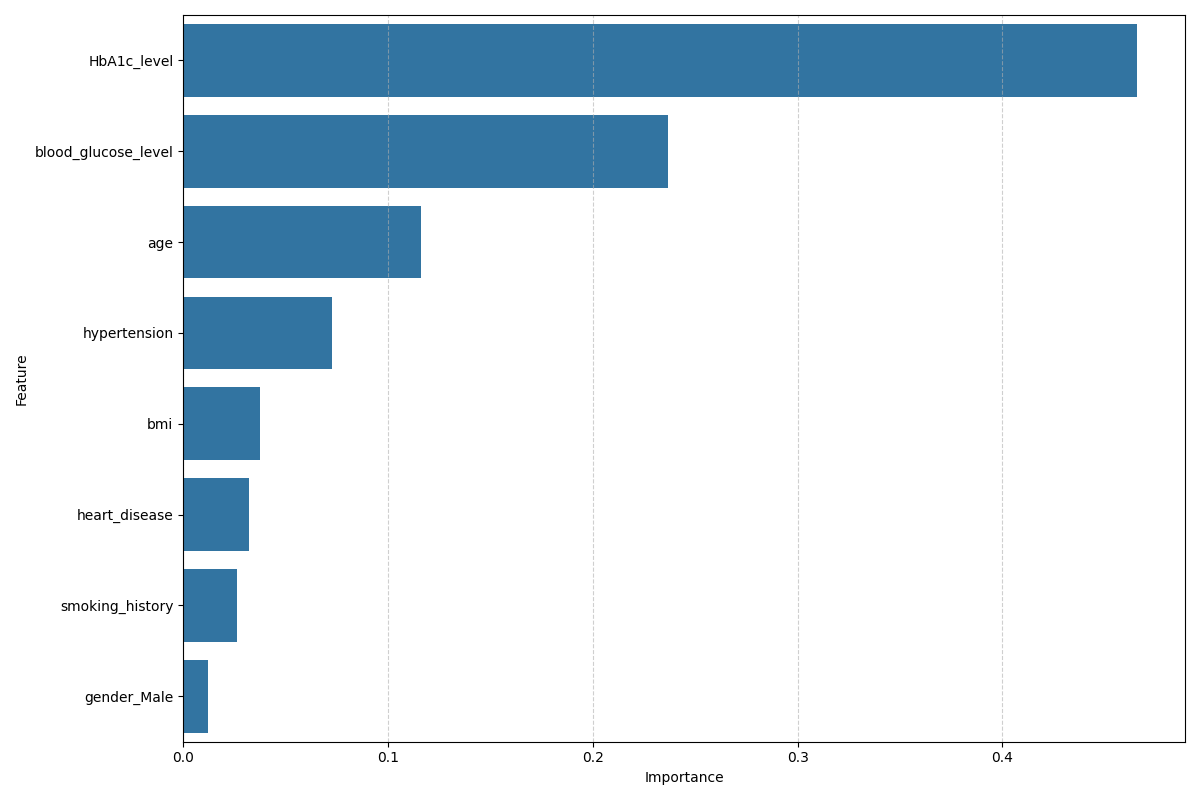 HbA1c_level
blood_glucose_level
age
hypertension
bmi
heart_disease
smoking_history
gender_Male
Feature
0.0 0.1 0.2 0.3 0.4
Importance